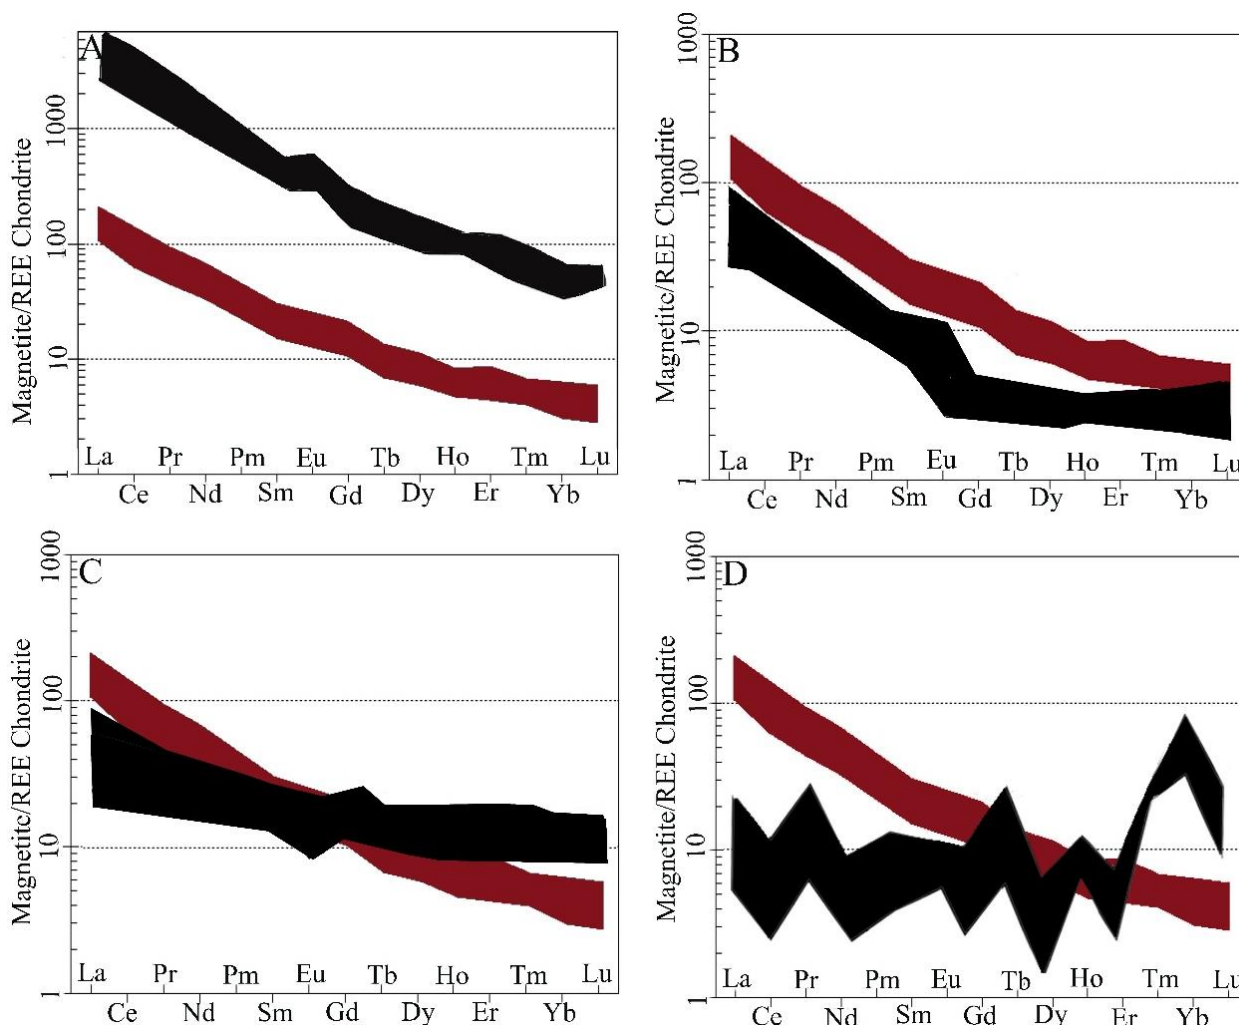 A
Magnetite/REE Chondrite
1000
100
10
1
La Pr Pm Eu Tb Ho Tm Lu
Ce Nd Sm Gd Dy Er Yb
B
Magnetitc/REE Chondrite
1000
100
10
1
La Pr Pm Eu Tb Ho Tm Lu
Ce Nd Sm Gd Dy Er Yb
C
Magnetitc/REE Chondrite
1000
100
10
1
La Pr Pm Eu Tb Ho Tm Lu
Ce Nd Sm Gd Dy Er Yb
D
Magnetitc/REE Chondrite
1000
100
10
1
La Pr Pm Eu Tb Ho Tm Lu
Ce Nd Sm Gd Dy Er Yb